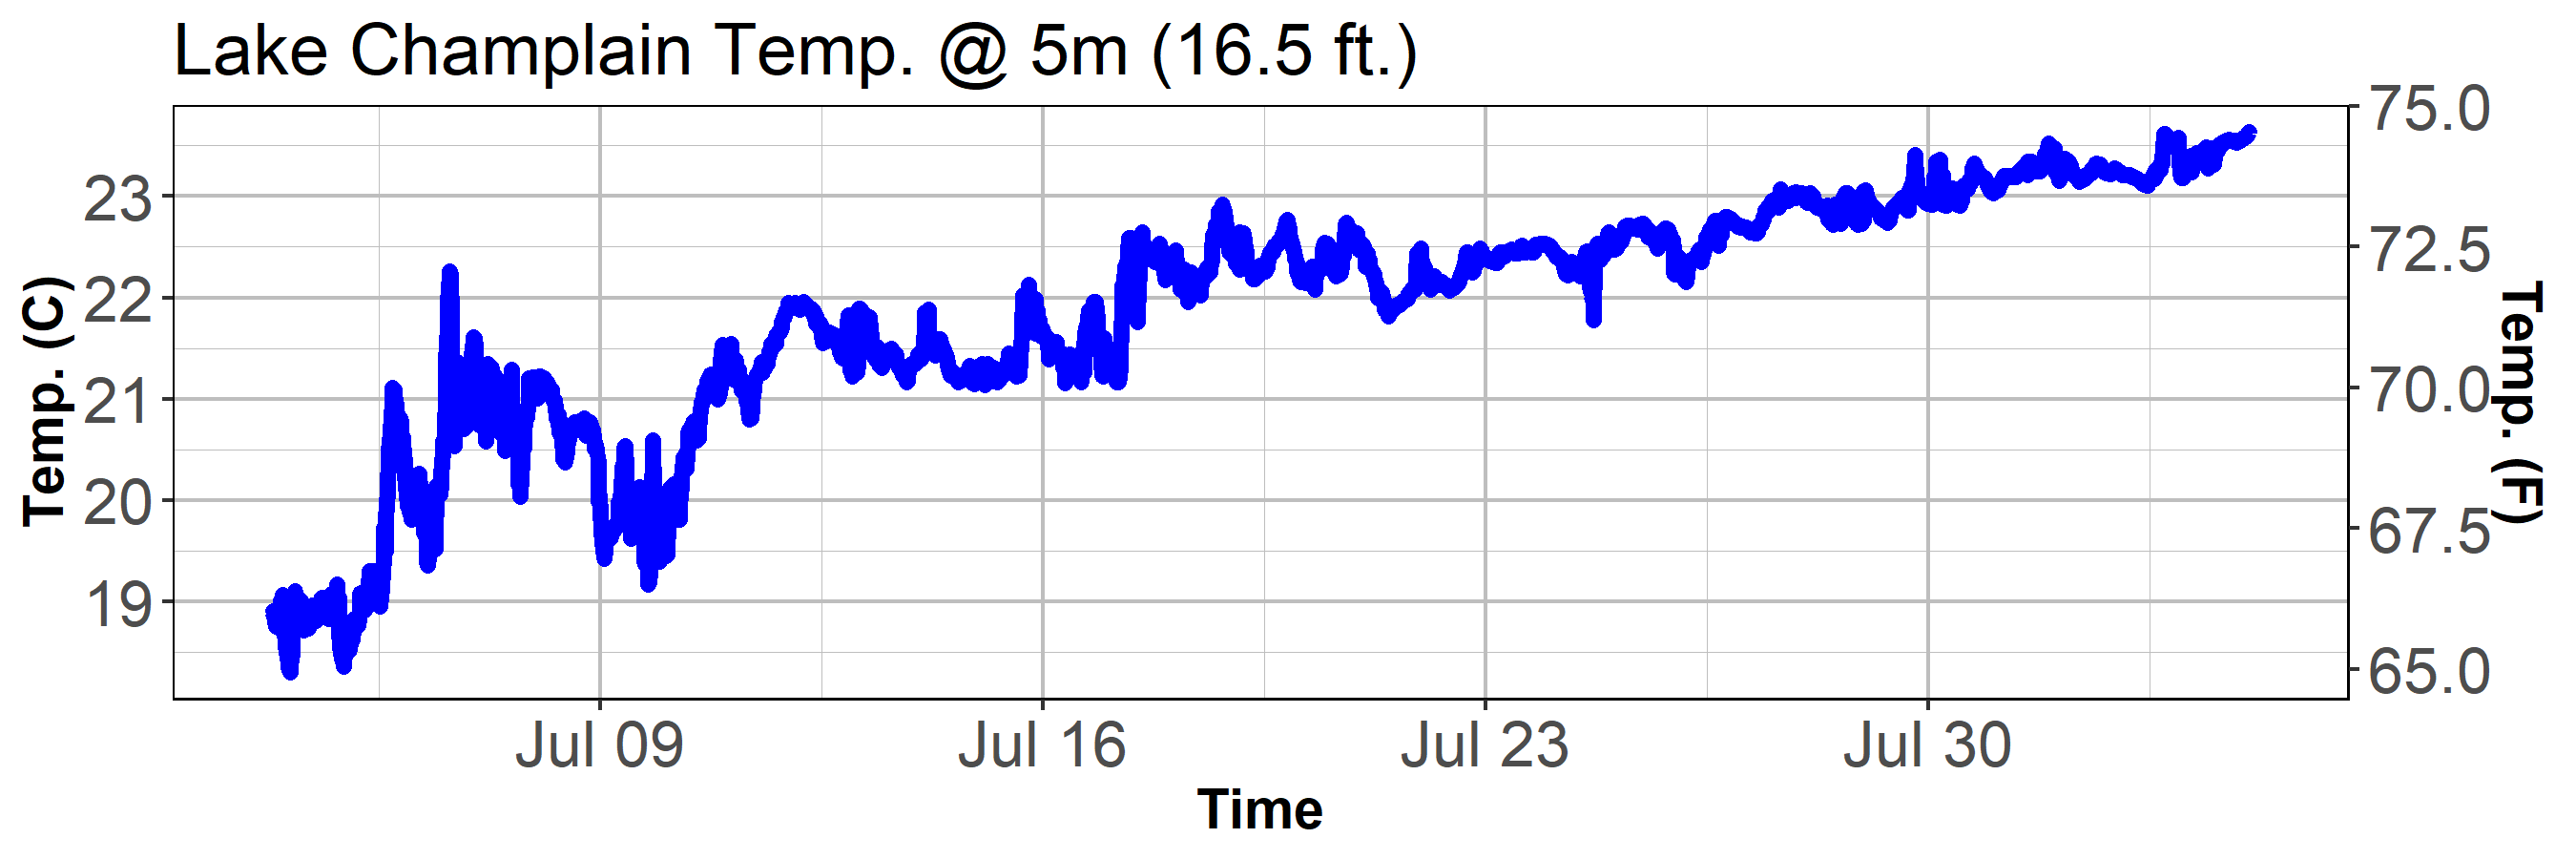 Lake Champlain Temp. @ 5m (16.5 ft.)
Temp. (C)
23
22
21
20
19
75.0
72.5
70.0
67.5
65.0
Temp. (F)
Jul 09 Jul 16 Jul 23 Jul 30
Time